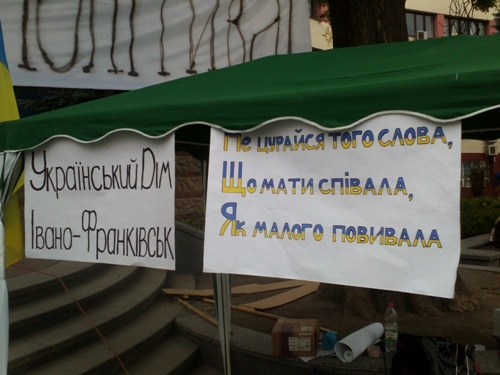 Український Дім
Івано-Франківськ
Не цурайся того слова,
Що мати співала,
Як малого повивала